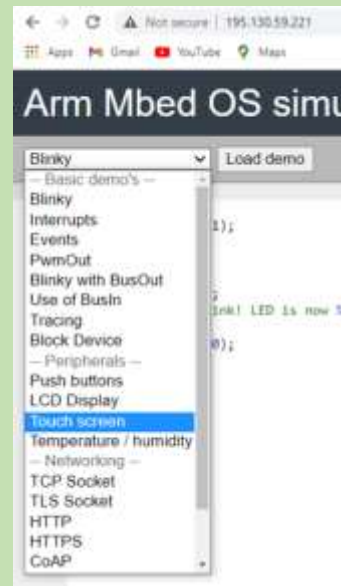 Not secure | 195.130.59.221
Apps Gmail YouTube Maps
Arm Mbed OS simu
Blinky Load demo
-- Basic demo's --
Blinky
Interrupts
1);
Events
PwmOut
Blinky with BusOut
;
Use of BusIn
ink! LED is now %
Tracing
Block Device
0);
-- Peripherals --
Push buttons
LCD Display
Touch screen
Temperature / humidity
-- Networking --
TCP Socket
TLS Socket
HTTP
HTTPS
CoAP